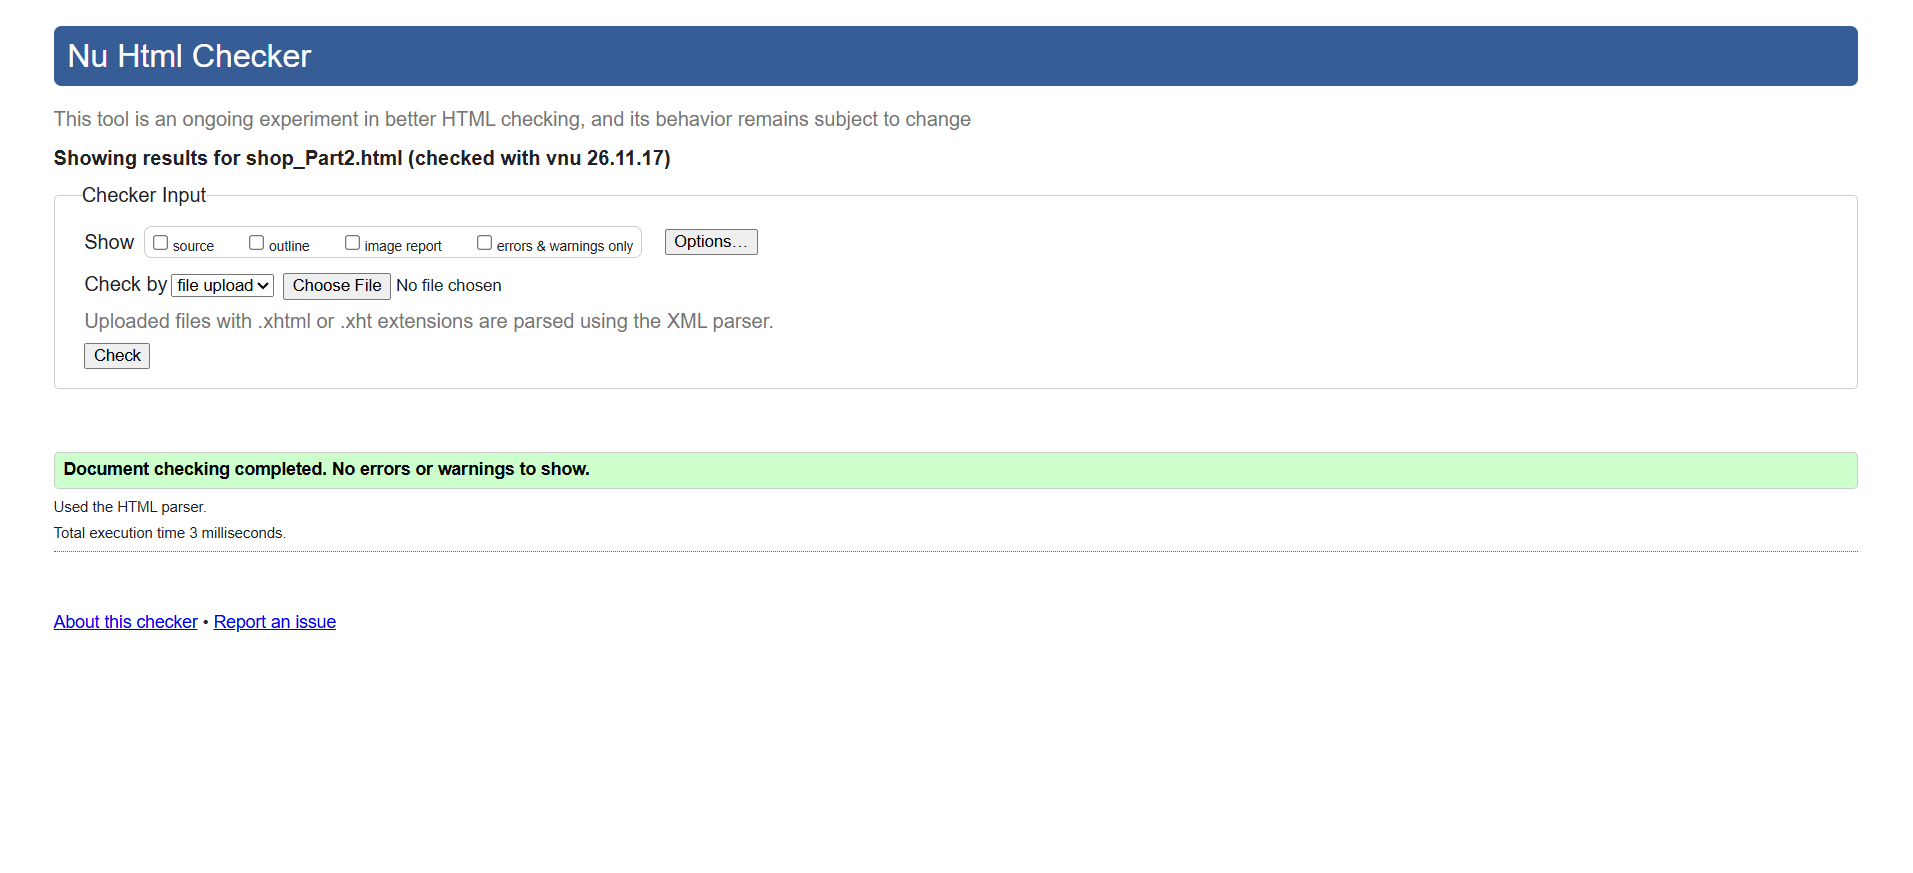 Nu Html Checker
This tool is an ongoing experiment in better HTML checking, and its behavior remains subject to change
Showing results for shop_Part2.html (checked with vnu 26.11.17)
Checker Input
Show source outline image report errors & warnings only Options…
Check by file upload Choose File No file chosen
Uploaded files with .xhtml or .xht extensions are parsed using the XML parser.
Check
Document checking completed. No errors or warnings to show.
Used the HTML parser.
Total execution time 3 milliseconds.
About this checker • Report an issue